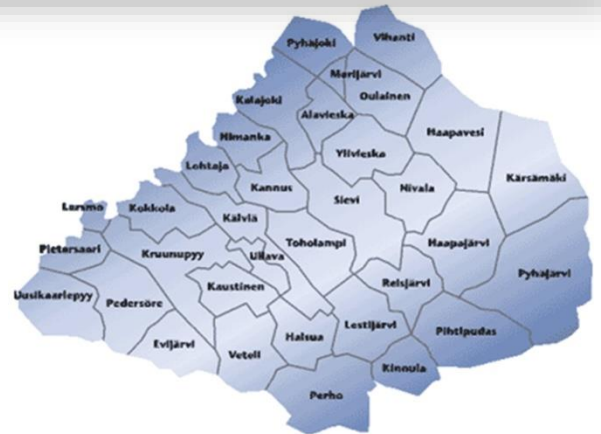 Pyhäjoki
Vihanti
Merijärvi
Oulainen
Kalajoki
Alavieska
Haapavesi
Himanka
Ylivieska
Lohtaja
Kärsämäki
Kannus
Sievi
Nivala
Larsmo
Kokkola
Kälviä
Toholampi
Haapajärvi
Pietersaari
Kruunupyy
Ullava
Pyhäjärvi
Kaustinen
Reisjärvi
Uusikaarlepyy
Pedersöre
Lestijärvi
Pihtipudas
Halsua
Evijärvi
Veteli
Kinnula
Perho